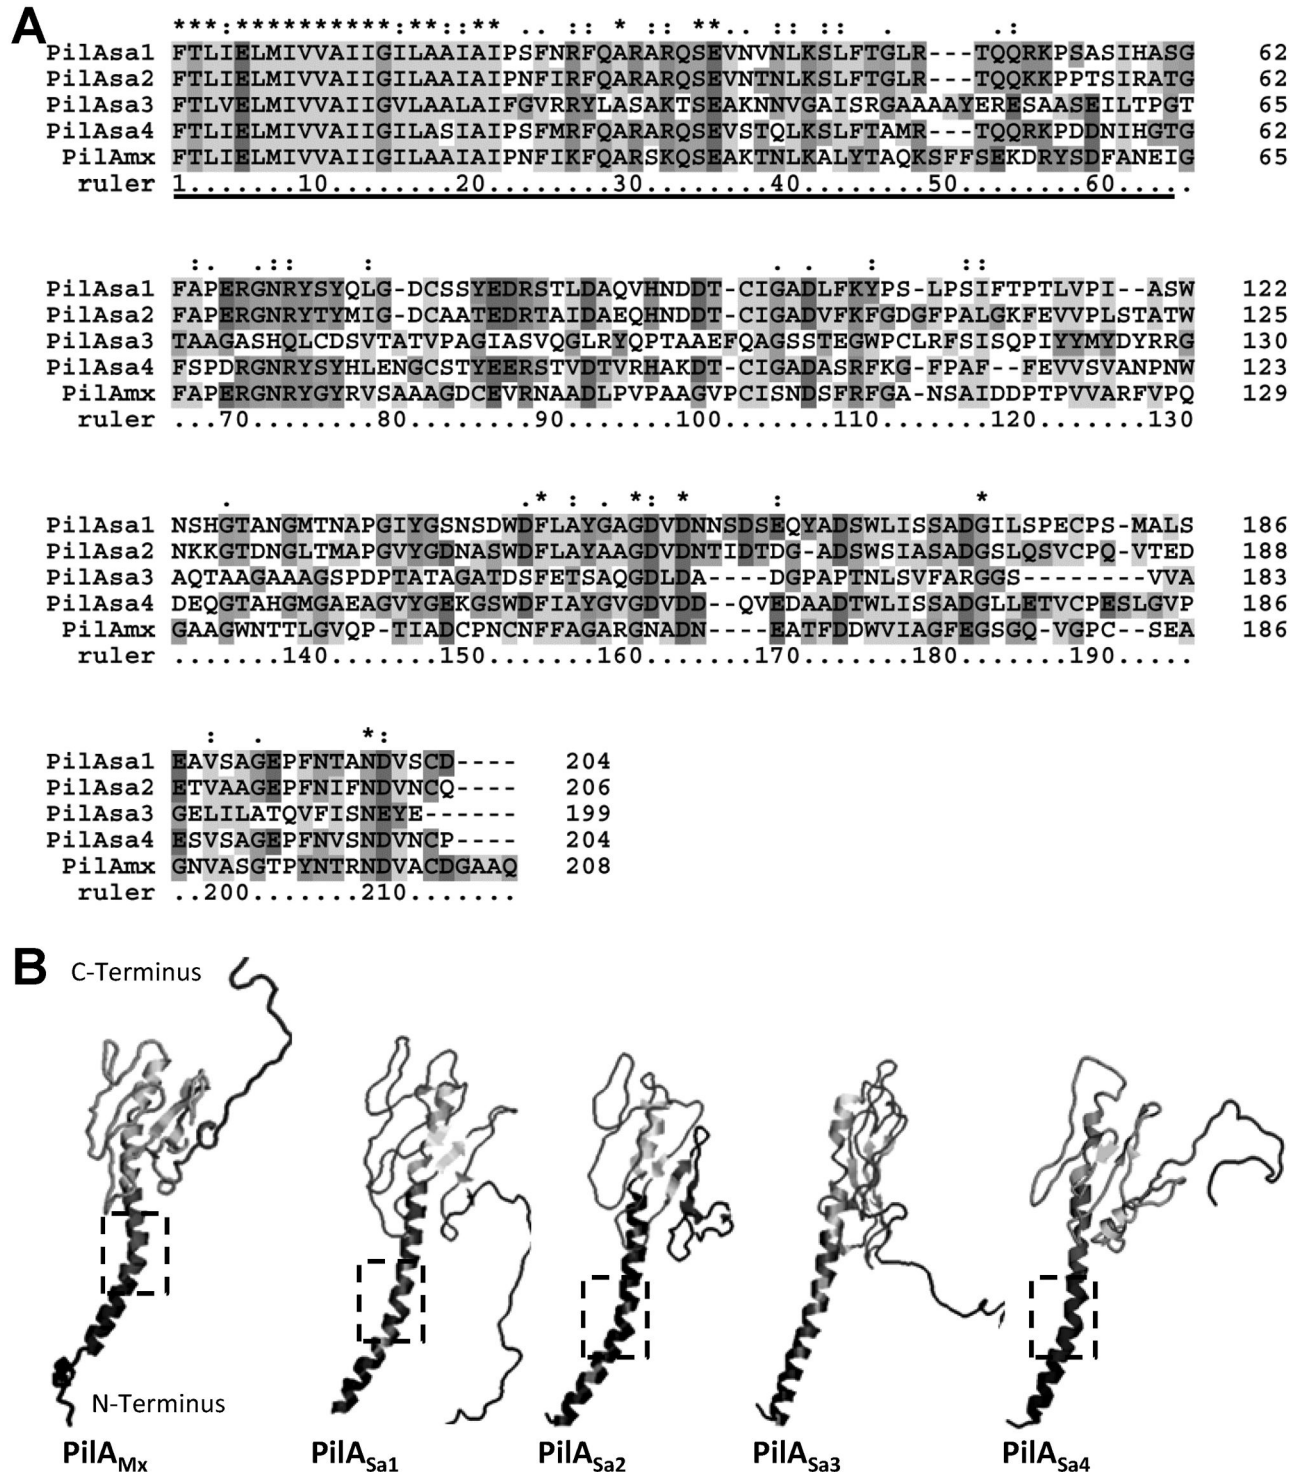 A
***:**********:**:** .. :: * :: ** .. :: :: . .:
PilAsa1 FTLIELMIVVAIIGILAAIAIPSFNRFQARARQSEVNVNLKSLFTGLR---TQQRKPSASIHASG 62
PilAsa2 FTLIELMIVVAIIGILAAIAIPNFIRFQARARQSEVNTNLKSLFTGLR---TQQKKPPTSIRATG 62
PilAsa3 FTLVELMIVVAIIGVLAALAIFGVRRYLASAKTSEAKNNVGAISRGAAAAYERESAASEILTPGT 65
PilAsa4 FTLIELMIVVAIIGILASIAIPSFMRFQARARQSEVSTQLKSLFTAMR---TQQRKPDDNIHGTG 62
PilAmx FTLIELMIVVAIIGILAAIAIPNFIKFQARSKQSEAKTNLKALYTAQKSFFSEKDRYSDFANEIG 65
ruler 1.......10........20........30........40........50........60.....
:. .:: : . . : ::
PilAsa1 FAPERGNRYSYQLG-DCSSYEDRSTLDAQVHNDDT-CIGADLFKYPS-LPSIFTPTLVPI--ASW 122
PilAsa2 FAPERGNRYTYMIG-DCAATEDRTAIDAEQHNDDT-CIGADVFKFGDGFPALGKFEVVPLSTATW 125
PilAsa3 TAAGASHQLCDSVTATVPAGIASVQGLRYQPTAAEFQAGSSTEGWPCLRFSISQPIYYMYDYRRG 130
PilAsa4 FSPDRGNRYSYHLENGCSTYEERSTVDTVRHAKDT-CIGADASRFKG-FPAF--FEVVSVANPNW 123
PilAmx FAPERGNRYGYRVSAAAGDCEVRNAADLPVPAAGVPCISNDSFRFGA-NSAIDDPTPVVARFVPQ 129
ruler ...70........80........90........100.......110.......120.......130
. .* : .*: * : *
PilAsa1 NSHGTANGMTNAPGIYGSNSDWDFLAYGAGDVDNNSDSEQYADSWLISSADGILSPECPS-MALS 186
PilAsa2 NKKGTDNGLTMAPGVYGDNASWDFLAYAAGDVDNTIDTDG-ADSWSIASADGSLQSVCPQ-VTED 188
PilAsa3 AQTAAGAAAGSPDPTATAGATDSFETSAQGDLDA----DGPAPTNLSVFARGGS--------VVA 183
PilAsa4 DEQGTAHGMGAEAGVYGEKGSWDFIAYGVGDVDD--QVEDAADTWLISSADGLLETVCPESLGVP 186
PilAmx GAAGWNTTLGVQP-TIADCPNCNFFAGARGNADN----EATFDDWVIAGFEGSGQ-VGPC--SEA 186
ruler .......140.......150.......160.......170.......180.......190.....
: . *:
PilAsa1 EAVSAGEPFNTANDVSCD---- 204
PilAsa2 ETVAAGEPFNIFNDVNCQ---- 206
PilAsa3 GELILATQVFISNEYE------ 199
PilAsa4 ESVSAGEPFNVSNDVNCP---- 204
PilAmx GNVASGTPYNTRNDVACDGAAQ 208
ruler ..200.......210.......
B
C-Terminus
N-Terminus
PilAMx PilASa1 PilASa2 PilASa3 PilASa4